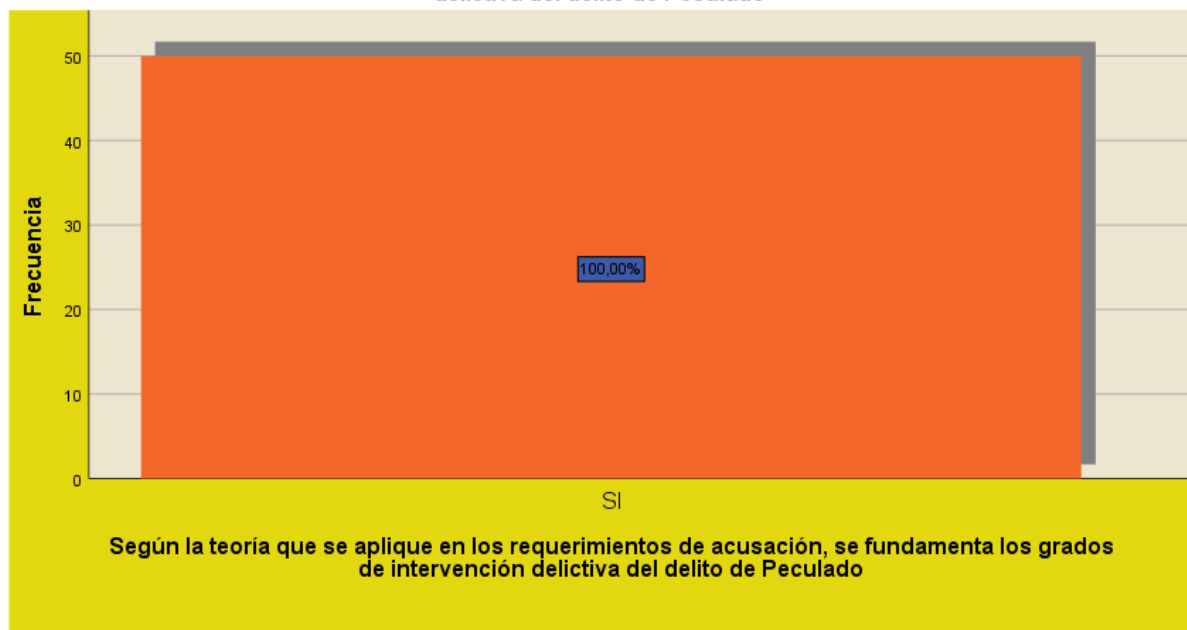 50
40
30
20
10
0
Frecuencia
100,00%
SI
Según la teoría que se aplique en los requerimientos de acusación, se fundamenta los grados
de intervención delictiva del delito de Peculado